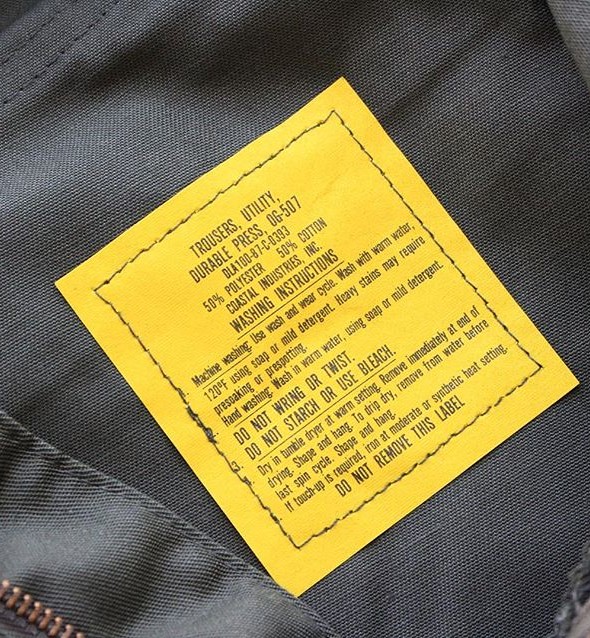 TROUSERS, UTILITY,
DURABLE PRESS, OG-507
DLA100-87-C-0393
50% POLYESTER 50% COTTON
COASTAL INDUSTRIES, INC.
WASHING INSTRUCTIONS
Machine washing: Use wash and wear cycle. Wash with warm water,
120°F using soap or mild detergent. Heavy stains may require
prespaking or prespotting.
Hand washing: Wash in warm water, using soap or mild detergent.
DO NOT WRING OR TWIST.
DO NOT STARCH OR USE BLEACH.
3. Dry in tumble dryer at warm setting. Remove immediately at end of
drying. Shape and hang. To drip dry, remove from water before
last spin cycle. Shape and hang.
If touch-up is required, iron at moderate or synthetic heat setting.
DO NOT REMOVE THIS LABEL